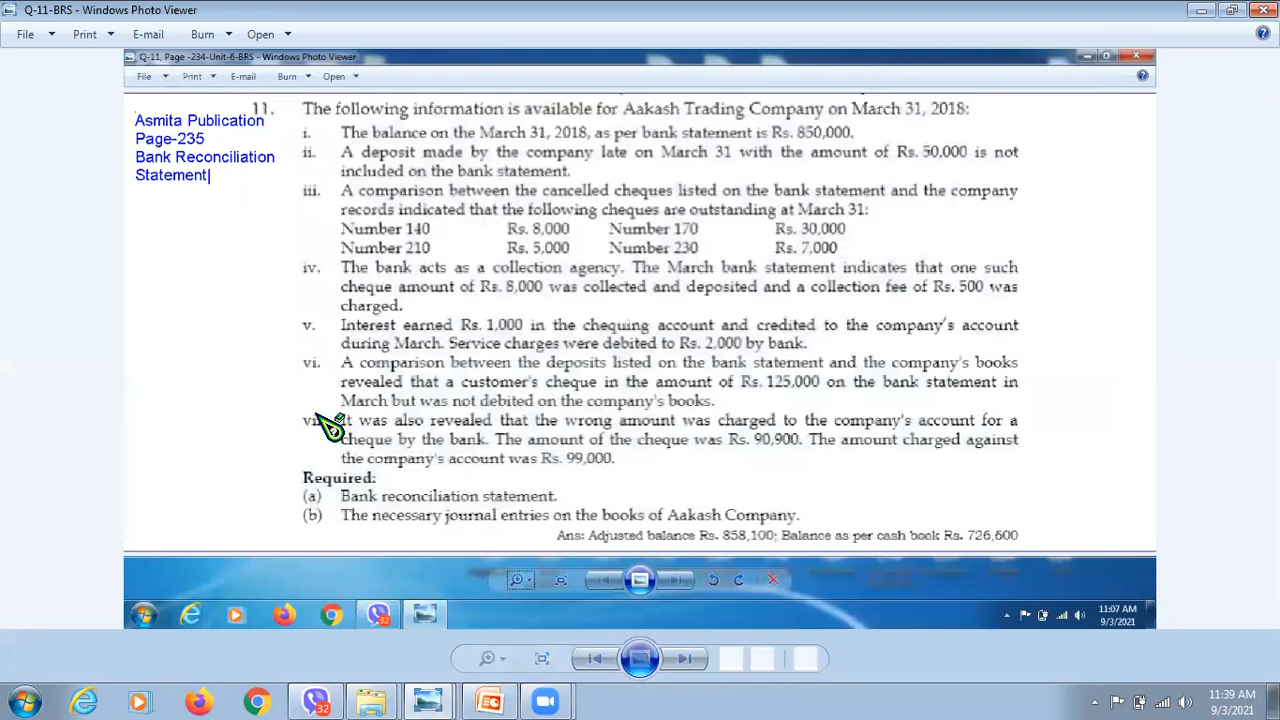 Q-11-BRS - Windows Photo Viewer
File Print E-mail Burn Open
Q-11, Page -234-Unit-6-BRS - Windows Photo Viewer
File Print E-mail Burn Open
Asmita Publication
Page-235
Bank Reconciliation
Statement
11. The following information is available for Aakash Trading Company on March 31, 2018:
i. The balance on the March 31, 2018, as per bank statement is Rs. 850,000.
ii. A deposit made by the company late on March 31 with the amount of Rs. 50,000 is not
included on the bank statement.
iii. A comparison between the cancelled cheques listed on the bank statement and the company
records indicated that the following cheques are outstanding at March 31:
Number 140 Rs. 8,000 Number 170 Rs. 30,000
Number 210 Rs. 5,000 Number 230 Rs. 7,000
iv. The bank acts as a collection agency. The March bank statement indicates that one such
cheque amount of Rs. 8,000 was collected and deposited and a collection fee of Rs. 500 was
charged.
v. Interest earned Rs. 1,000 in the chequing account and credited to the company's account
during March. Service charges were debited to Rs. 2,000 by bank.
vi. A comparison between the deposits listed on the bank statement and the company's books
revealed that a customer's cheque in the amount of Rs. 125,000 on the bank statement in
March but was not debited on the company's books.
was also revealed that the wrong amount was charged to the company's account for a
cheque by the bank. The amount of the cheque was Rs. 90,900. The amount charged against
the company's account was Rs. 99,000.
Required:
(a) Bank reconciliation statement.
(b) The necessary journal entries on the books of Aakash Company.
Ans: Adjusted balance Rs. 858,100; Balance as per cash book Rs. 726,600
32
11:07 AM
9/3/2021
32
11:39 AM
9/3/2021